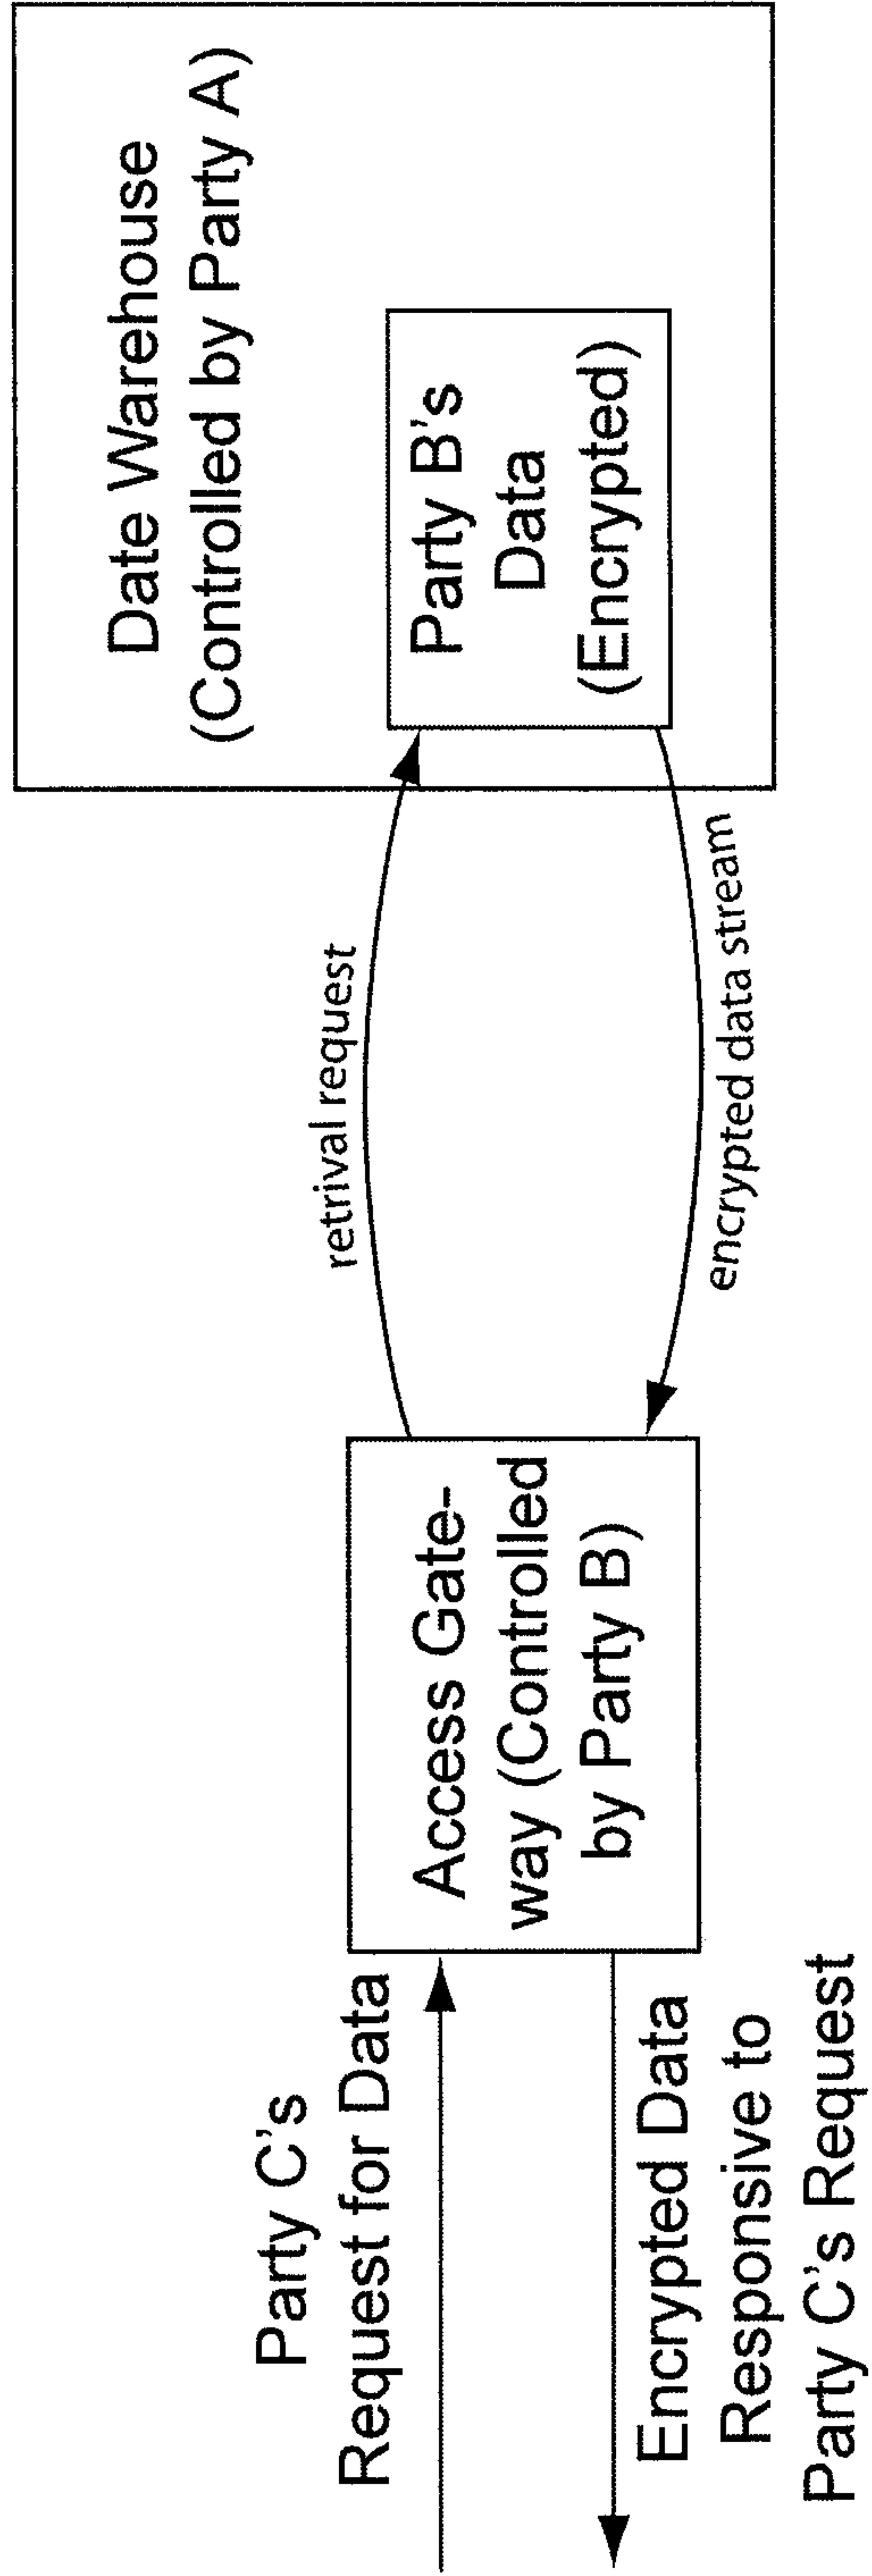 Party C's
Request for Data
Encrypted Data
Responsive to
Party C's Request
Access Gate-
way (Controlled
by Party B)
retrival request
encrypted data stream
Date Warehouse
(Controlled by Party A)
Party B's
Data
(Encrypted)